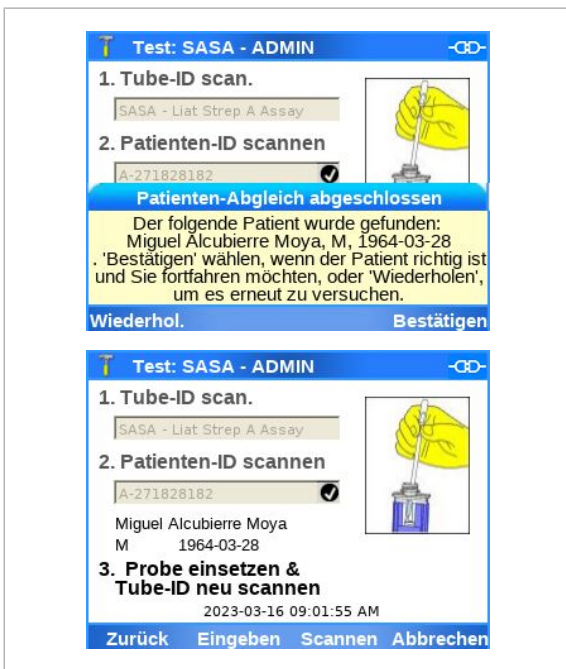 Test: SASA - ADMIN
1. Tube-ID scan.
SASA - Liat Strep A Assay
2. Patienten-ID scannen
A-271828182
Patienten-Abgleich abgeschlossen
Der folgende Patient wurde gefunden:
Miguel Alcubierre Moya, M, 1964-03-28
. 'Bestätigen' wählen, wenn der Patient richtig ist
und Sie fortfahren möchten, oder 'Wiederholen',
um es erneut zu versuchen.
Wiederhol. Bestätigen
Test: SASA - ADMIN
1. Tube-ID scan.
SASA - Liat Strep A Assay
2. Patienten-ID scannen
A-271828182
Miguel Alcubierre Moya
M 1964-03-28
3. Probe einsetzen &
Tube-ID neu scannen
2023-03-16 09:01:55 AM
Zurück Eingeben Scannen Abbrechen